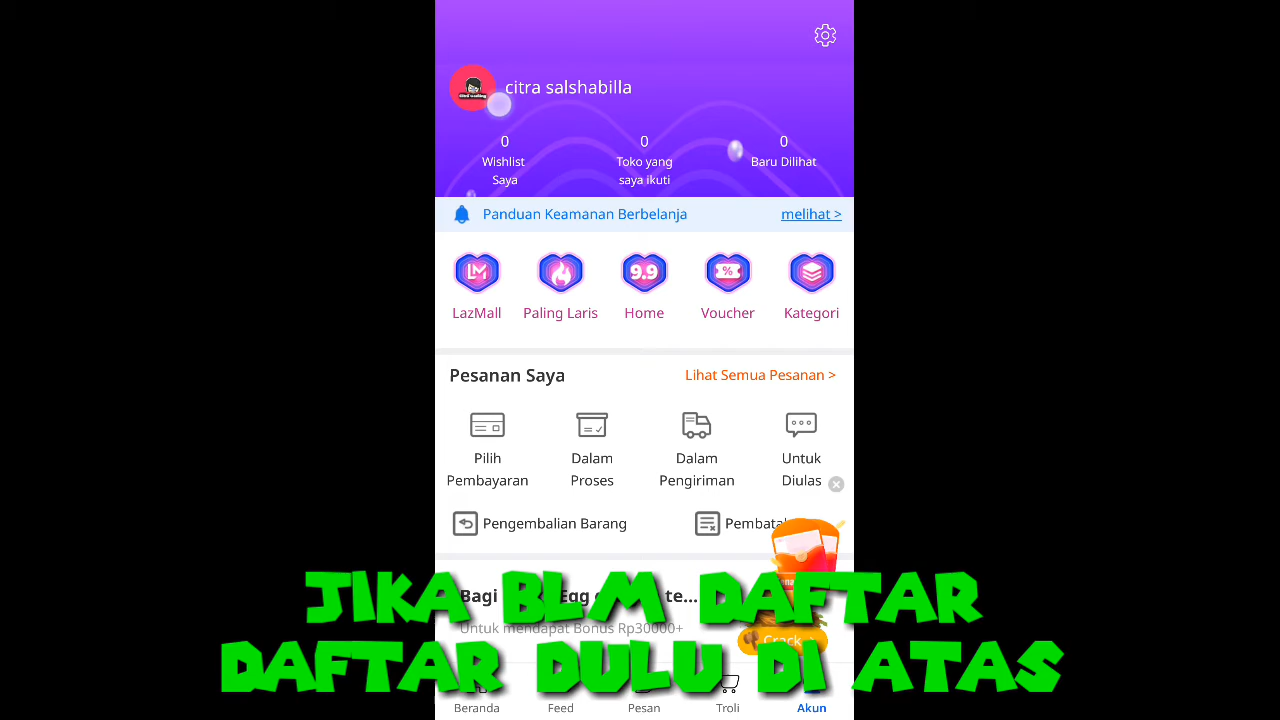 citra salshabilla
0 0 0
Wishlist Toko yang Baru Dilihat
Saya saya ikuti
Panduan Keamanan Berbelanja melihat >
LM 9.9 %
LazMall Paling Laris Home Voucher Kategori
Pesanan Saya Lihat Semua Pesanan >
Pilih Dalam Dalam Untuk
Pembayaran Proses Pengiriman Diulas
Pengembalian Barang
Bagi Egg
Untuk mendapat Bonus Rp30000+
Crack >
JIKA BLM DAFTAR
DAFTAR DULU DI ATAS
Beranda Feed Pesan Troli Akun